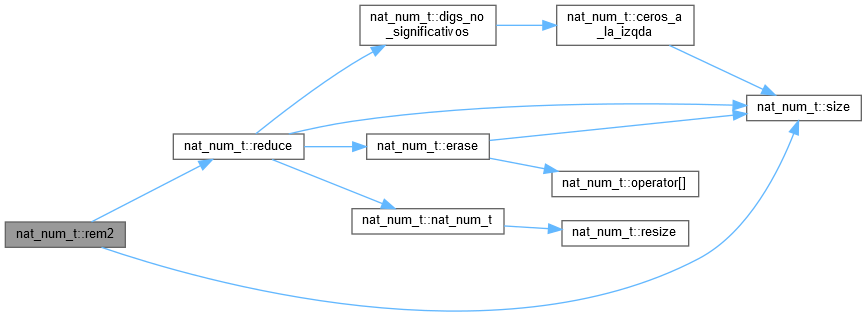 nat_num_t::digs_no
_significativos
nat_num_t::ceros_a
_la_izqda
nat_num_t::size
nat_num_t::reduce
nat_num_t::erase
nat_num_t::operator[]
nat_num_t::nat_num_t
nat_num_t::rem2
nat_num_t::resize